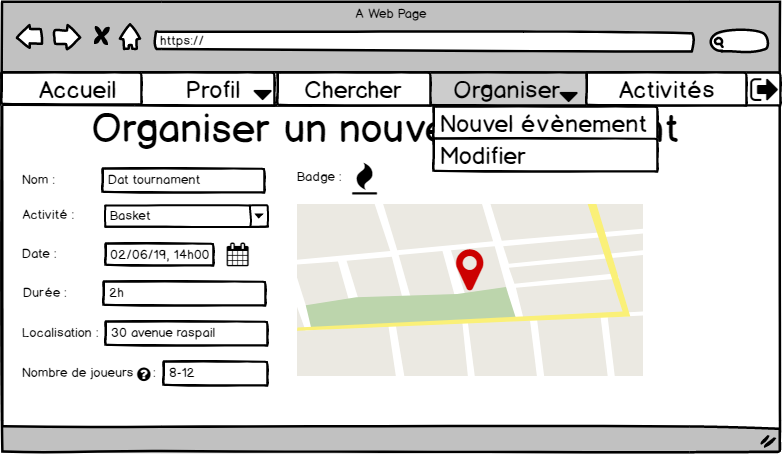 A Web Page
https://
Accueil Profil Chercher Organiser Activités
Organiser un nouve t
Nouvel évènement
Modifier
Nom : Dat tournament
Badge :
Activité : Basket
Date : 02/06/19, 14h00
Durée : 2h
Localisation : 30 avenue raspail
Nombre de joueurs ? : 8-12